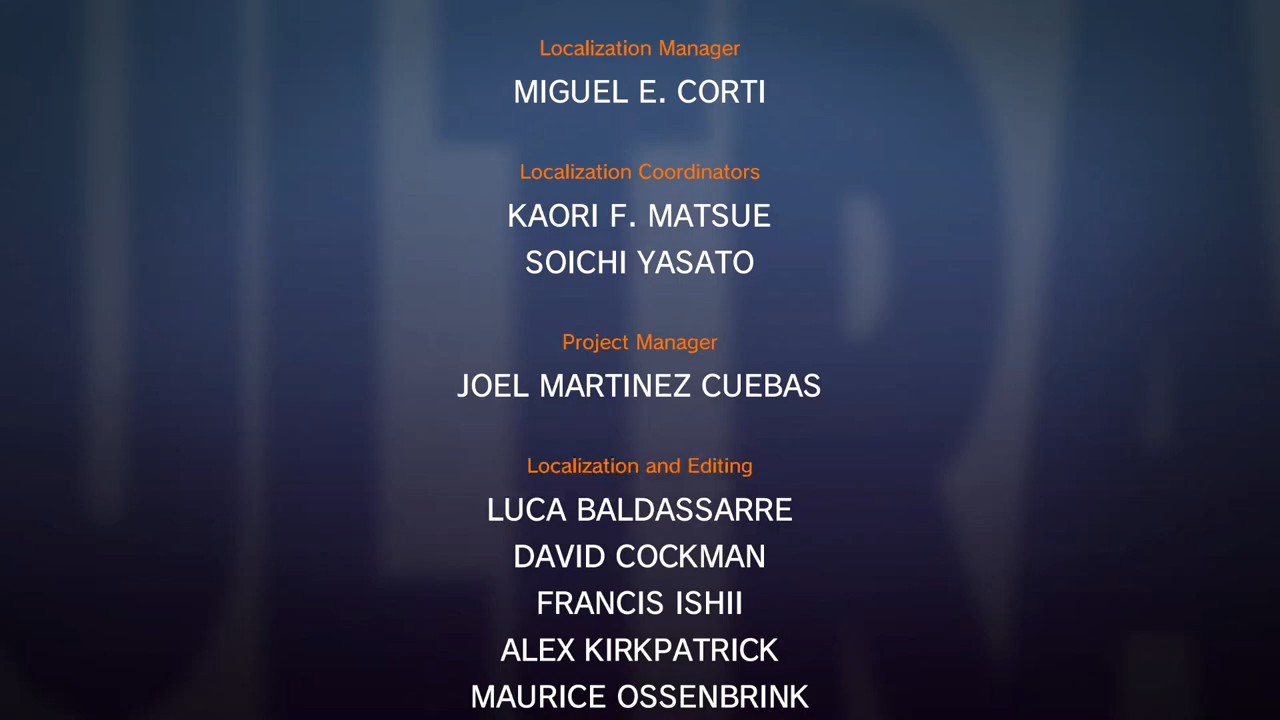 Localization Manager
MIGUEL E. CORTI
Localization Coordinators
KAORI F. MATSUE
SOICHI YASATO
Project Manager
JOEL MARTINEZ CUEBAS
Localization and Editing
LUCA BALDASSARRE
DAVID COCKMAN
FRANCIS ISHII
ALEX KIRKPATRICK
MAURICE OSSENBRINK